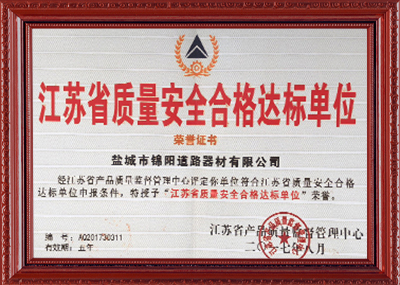 江苏省质量安全合格达标单位
荣誉证书
盐城市锦阳道路器材有限公司
经江苏省产品质量监督管理中心评定你单位符合江苏省质量安全合格
达标单位申报条件，特授予“江苏省质量安全合格达标单位”荣誉。
编 号：AQ201730311
有效期：五年
江苏省产品质量监督管理中心
二〇一七年八月